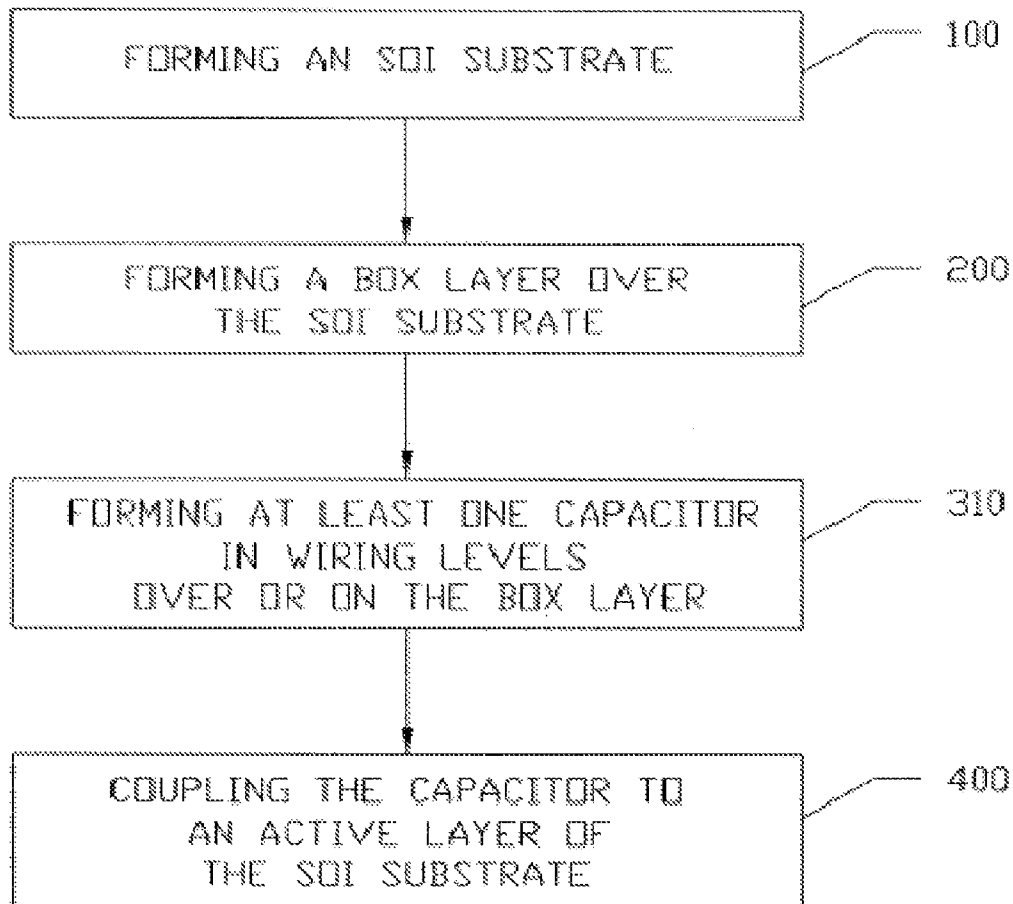 FORMING AN SOI SUBSTRATE
100
FORMING A BOX LAYER OVER
THE SOI SUBSTRATE
200
FORMING AT LEAST ONE CAPACITOR
IN WIRING LEVELS
OVER OR ON THE BOX LAYER
310
COUPLING THE CAPACITOR TO
AN ACTIVE LAYER OF
THE SOI SUBSTRATE
400